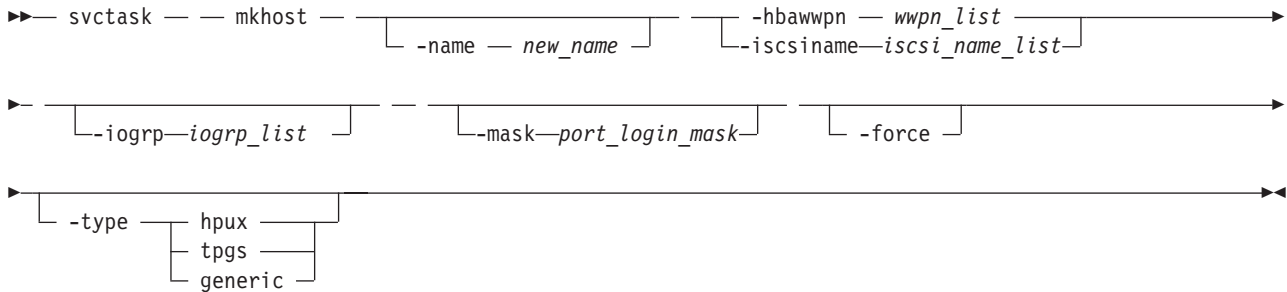 svctask mkhost -hbawwpn wwpn_list
-name new_name -iscsiname iscsi_name_list
-iogrp iogrp_list -mask port_login_mask -force
-type hpux
tpgs
generic